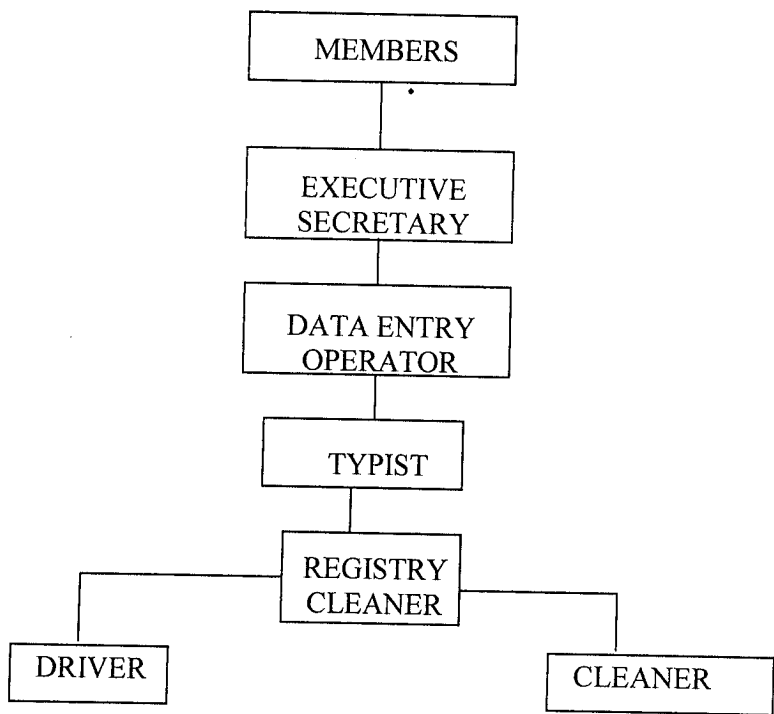 MEMBERS
EXECUTIVE
SECRETARY
DATA ENTRY
OPERATOR
TYPIST
REGISTRY
CLEANER
DRIVER
CLEANER